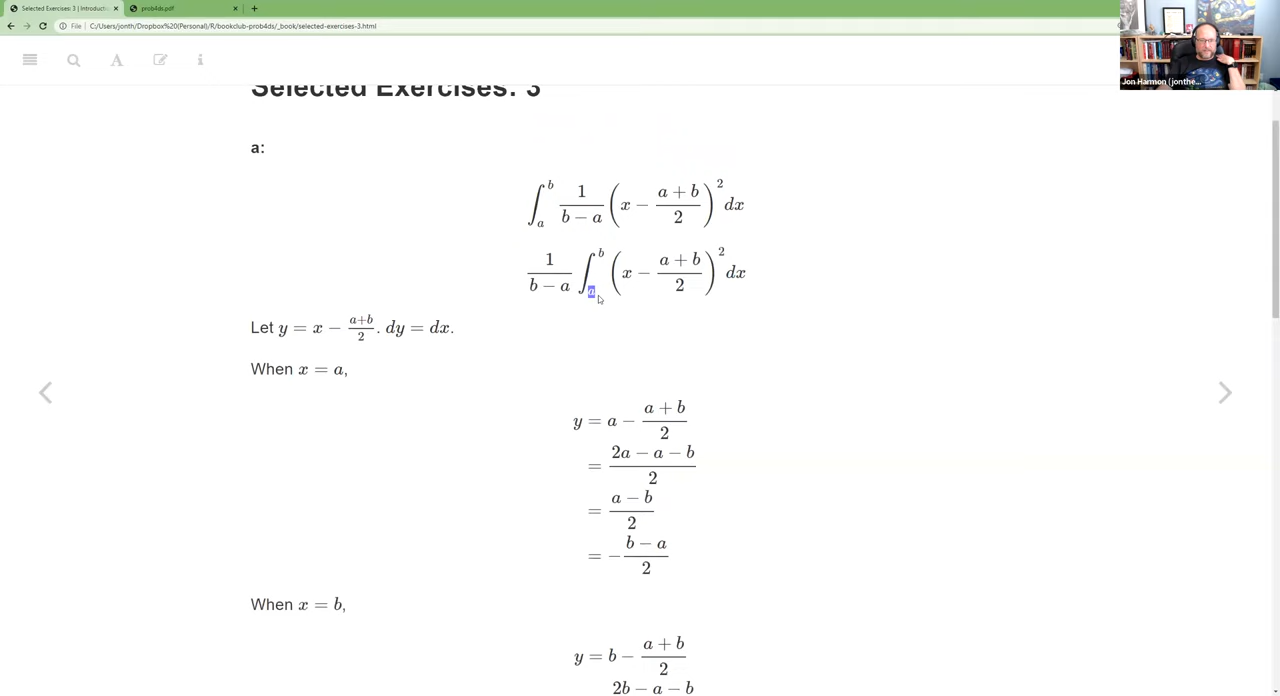 Selected Exercises: 3 | Introducti
prob4ds.pdf
File C:/Users/jonth/Dropbox%20(Personal)/R/bookclub-prob4ds/_book/selected-exercises-3.html
Jon Harmon (jonthe...
Selected Exercises: 3
a:
∫_a^b 1/(b − a) (x − (a + b)/2)^2 dx
1/(b − a) ∫_a^b (x − (a + b)/2)^2 dx
Let y = x − (a+b)/2. dy = dx.
When x = a,
y = a − (a + b)/2
= (2a − a − b)/2
= (a − b)/2
= −(b − a)/2
When x = b,
y = b − (a + b)/2
2b − a − b